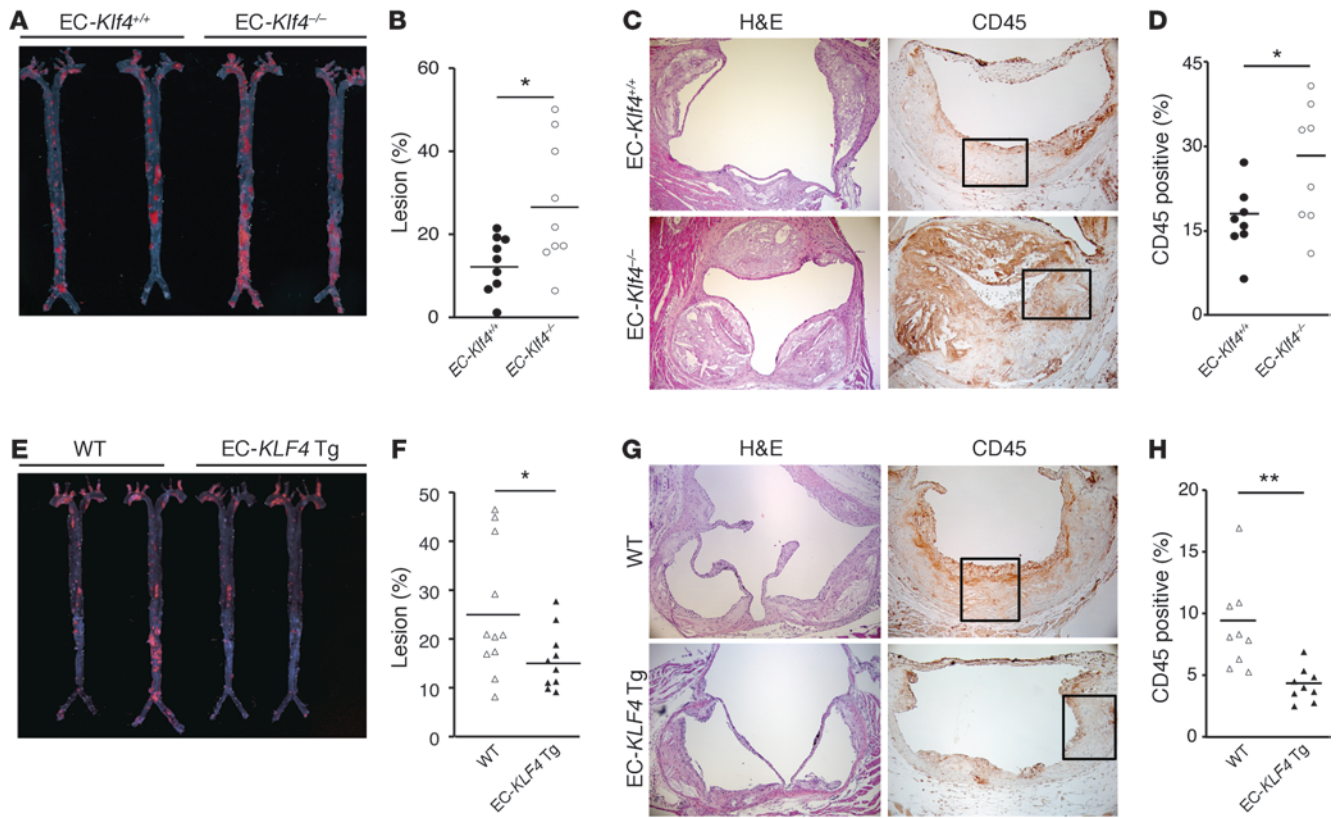 A
EC-Klf4+/+
EC-Klf4−/−
B
Lesion (%)
60
40
20
0
*
EC-Klf4+/+
EC-Klf4−/−
C
H&E
CD45
EC-Klf4+/+
EC-Klf4−/−
D
CD45 positive (%)
45
30
15
0
*
EC-Klf4+/+
EC-Klf4−/−
E
WT
EC-KLF4 Tg
F
Lesion (%)
50
40
30
20
10
0
*
WT
EC-KLF4 Tg
G
H&E
CD45
WT
EC-KLF4 Tg
H
CD45 positive (%)
20
15
10
5
0
**
WT
EC-KLF4 Tg